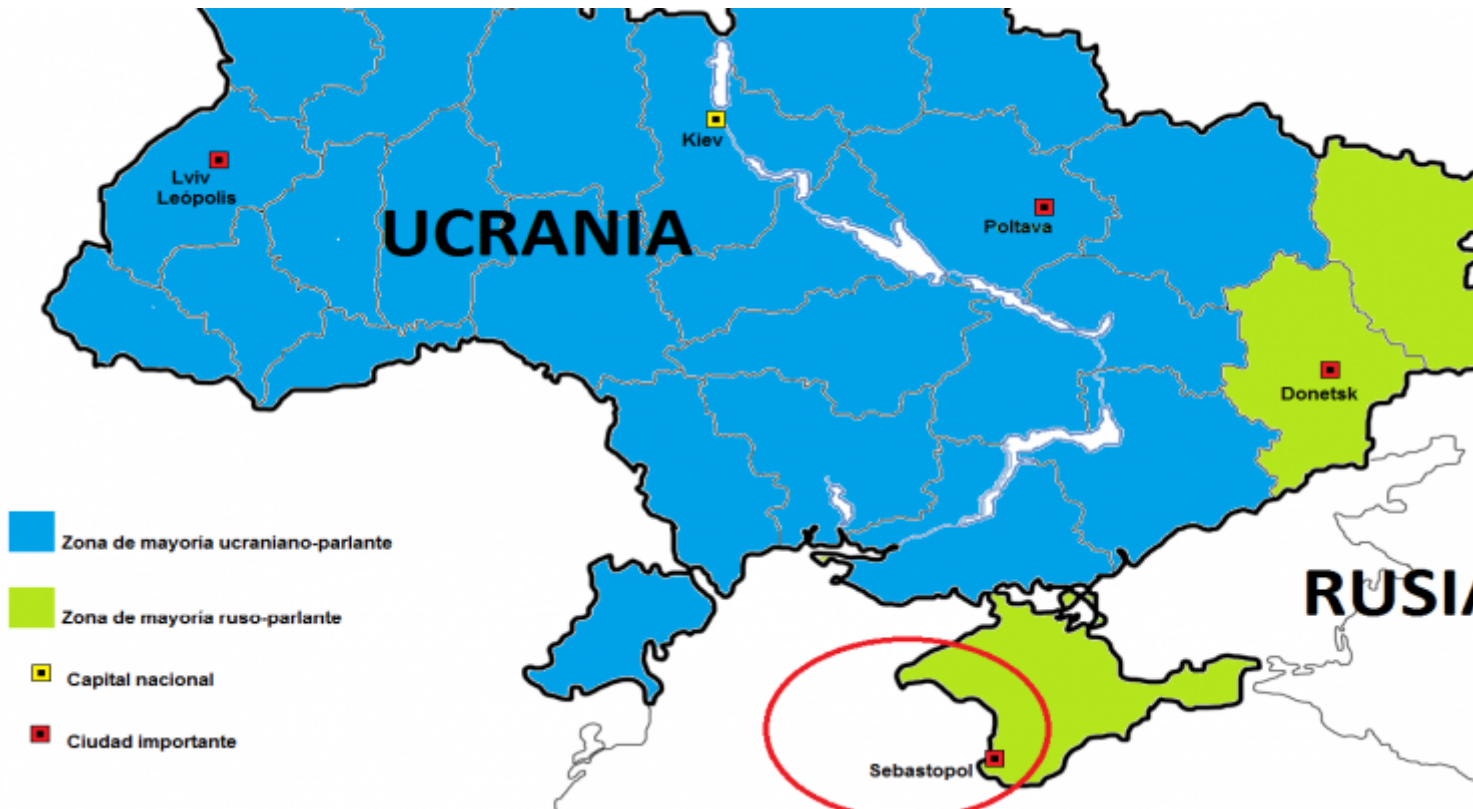 Kiev
Lviv
Leópolis
UCRANIA
Poltava
Donetsk
Zona de mayoría ucraniano-parlante
RUSIA
Zona de mayoría ruso-parlante
Capital nacional
Ciudad importante
Sebastopol